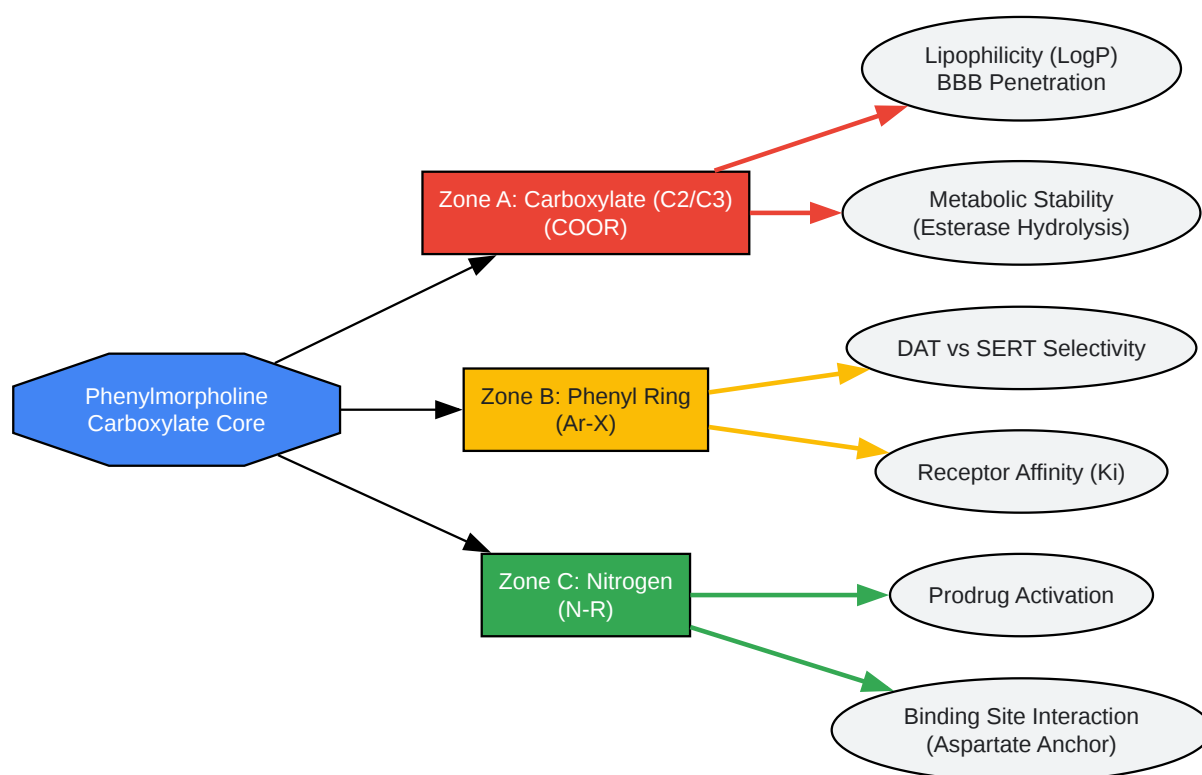 Lipophilicity (LogP)
BBB Penetration
Zone A: Carboxylate (C2/C3)
(COOR)
Metabolic Stability
(Esterase Hydrolysis)
DAT vs SERT Selectivity
Phenylmorpholine
Carboxylate Core
Zone B: Phenyl Ring
(Ar-X)
Receptor Affinity (Ki)
Zone C: Nitrogen
(N-R)
Prodrug Activation
Binding Site Interaction
(Aspartate Anchor)